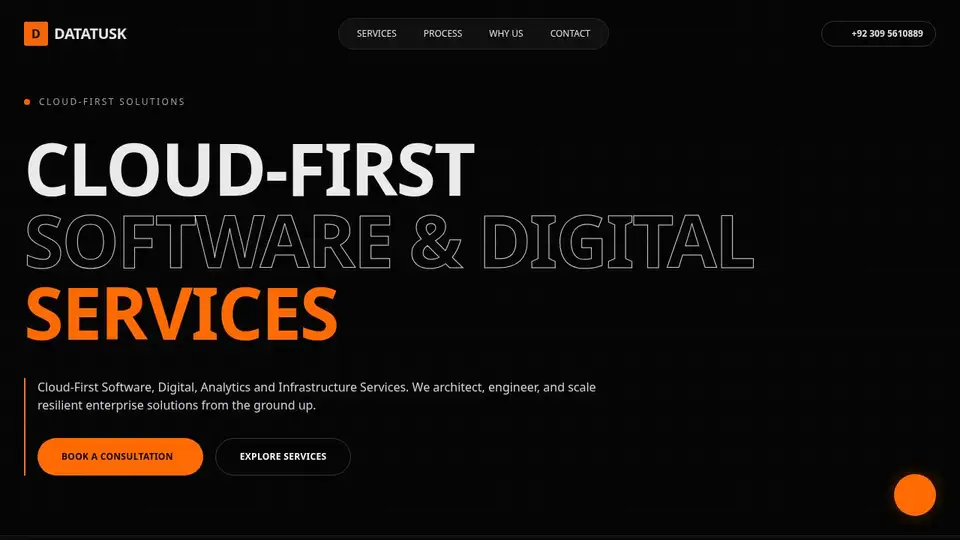 D DATATUSK
SERVICES PROCESS WHY US CONTACT
+92 309 5610889
CLOUD-FIRST SOLUTIONS
CLOUD-FIRST
SOFTWARE & DIGITAL
SERVICES
Cloud-First Software, Digital, Analytics and Infrastructure Services. We architect, engineer, and scale
resilient enterprise solutions from the ground up.
BOOK A CONSULTATION
EXPLORE SERVICES